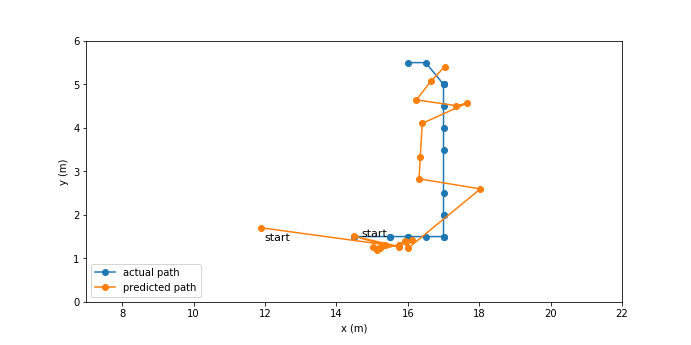 6
5
4
3
2
1
0
y (m)
start
start
actual path
predicted path
8 10 12 14 16 18 20 22
x (m)